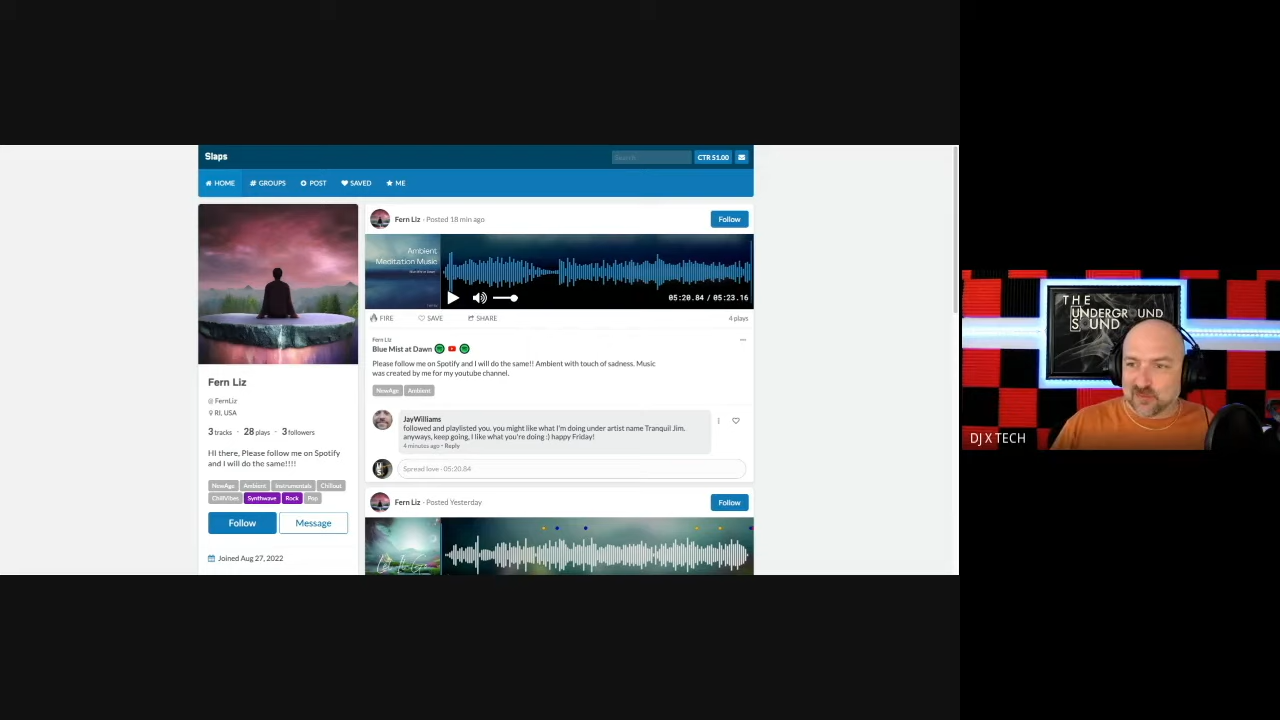 Slaps
Search
CTR 51.00
HOME
GROUPS
POST
SAVED
ME
Fern Liz
@FernLiz
RI, USA
3 tracks · 28 plays · 3 followers
HI there, Please follow me on Spotify
and I will do the same!!!!
NewAge Ambient Instrumentals Chillout
ChillVibes Synthwave Rock Pop
Follow
Message
Joined Aug 27, 2022
Fern Liz · Posted 18 min ago
Follow
Ambient
Meditation Music
05:20.84 / 05:23.16
FIRE
SAVE
SHARE
4 plays
Fern Liz
Blue Mist at Dawn
Please follow me on Spotify and I will do the same!! Ambient with touch of sadness. Music
was created by me for my youtube channel.
NewAge Ambient
JayWilliams
followed and playlisted you. you might like what I'm doing under artist name Tranquil Jim.
anyways, keep going, I like what you're doing :) happy Friday!
4 minutes ago · Reply
Spread love - 05:20.84
Fern Liz · Posted Yesterday
Follow
Let It Go
THE
UNDERGROUND
SOUND
DJ X TECH